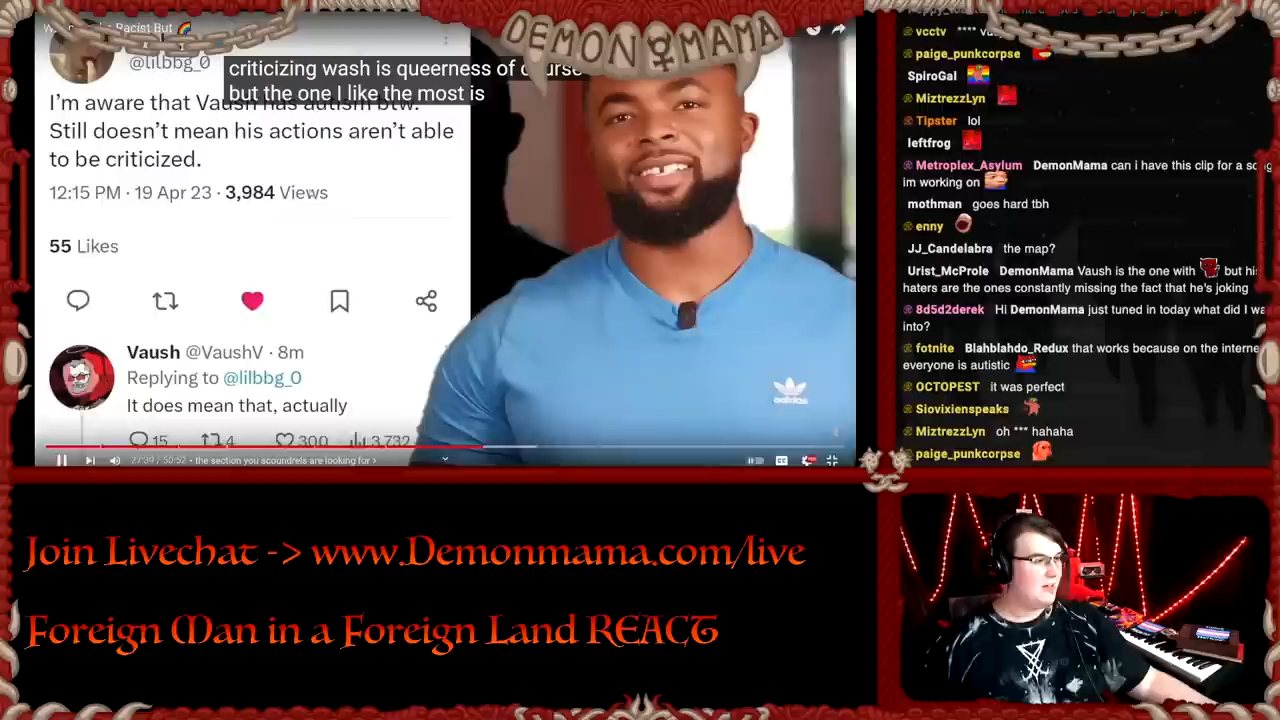 Racist But
@lilbbg_0
criticizing wash is queerness of course
but the one I like the most is
I'm aware that Vaush has autism btw.
Still doesn't mean his actions aren't able
to be criticized.
12:15 PM · 19 Apr 23 · 3,984 Views
55 Likes
Vaush @VaushV · 8m
Replying to @lilbbg_0
It does mean that, actually
15 4 300 3,732
27:39 / 50:52 • the section you scoundrels are looking for >
CC
adidas
DEMON MAMA
vcctv ****
paige_punkcorpse
SpiroGal
MiztrezzLyn
Tipster lol
leftfrog
Metroplex_Asylum DemonMama can i have this clip for a song
im working on
mothman goes hard tbh
enny
JJ_Candelabra the map?
Urist_McProle DemonMama Vaush is the one with but his
haters are the ones constantly missing the fact that he's joking
8d5d2derek HI DemonMama just tuned in today what did I wa
into?
fotnite Blahblahdo_Redux that works because on the interne
everyone is autistic
OCTOPEST it was perfect
Siovixienspeaks
MiztrezzLyn oh *** hahaha
paige_punkcorpse
Join Livechat -> www.Demonmama.com/live
Foreign Man in a Foreign Land REACT